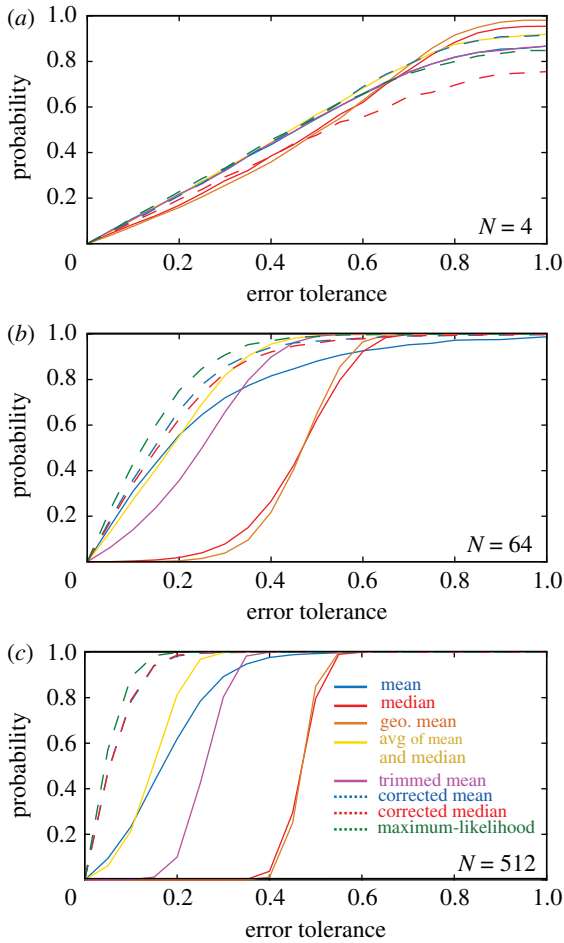 (a)
1.0
0.8
0.6
0.4
0.2
probability
N = 4
0 0.2 0.4 0.6 0.8 1.0
error tolerance
(b)
1.0
0.8
0.6
0.4
0.2
probability
N = 64
0 0.2 0.4 0.6 0.8 1.0
error tolerance
(c)
1.0
0.8
0.6
0.4
0.2
probability
mean
median
geo. mean
avg of mean
and median
trimmed mean
corrected mean
corrected median
maximum-likelihood
N = 512
0 0.2 0.4 0.6 0.8 1.0
error tolerance